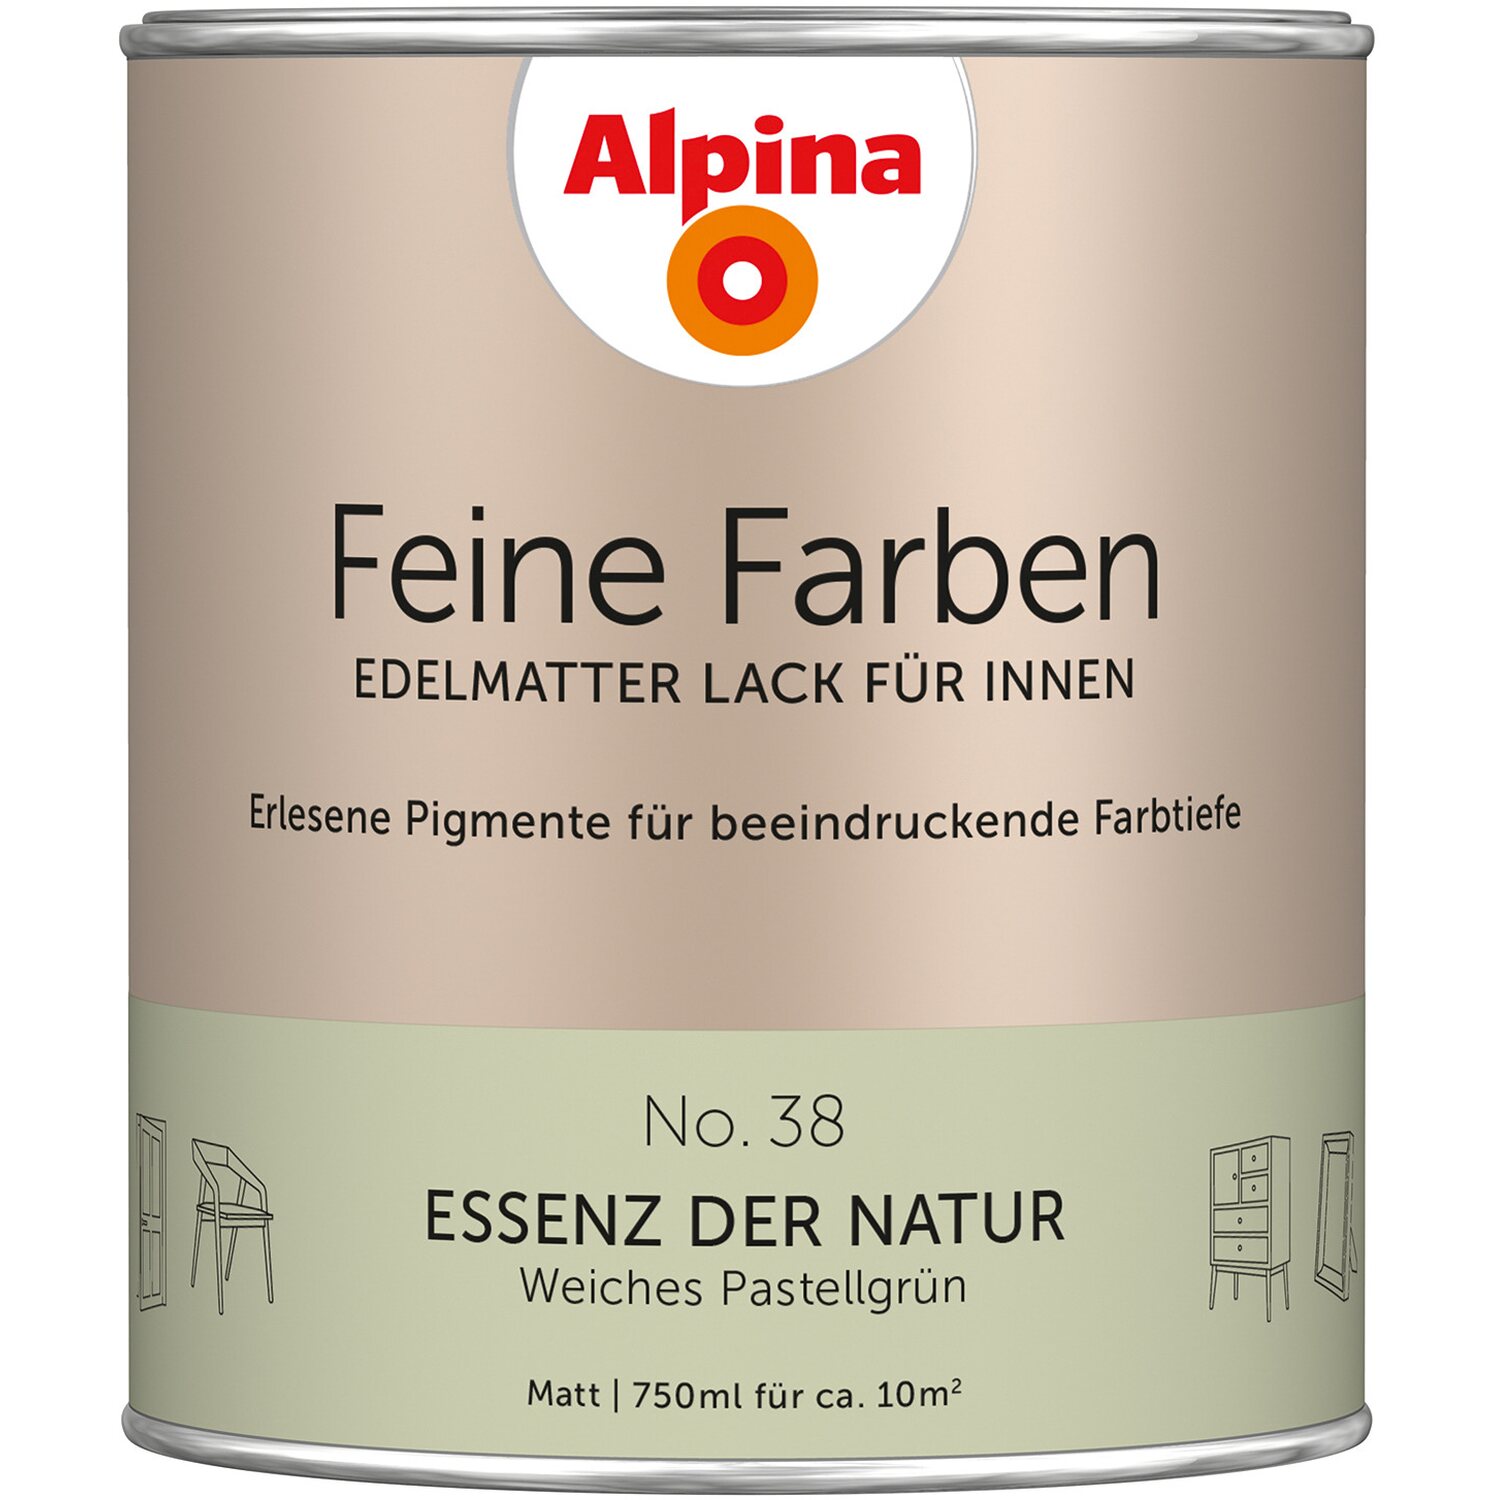 Alpina
Feine Farben
EDELMATTER LACK FÜR INNEN
Erlesene Pigmente für beeindruckende Farbtiefe
No. 38
ESSENZ DER NATUR
Weiches Pastellgrün
Matt | 750ml für ca. 10m²